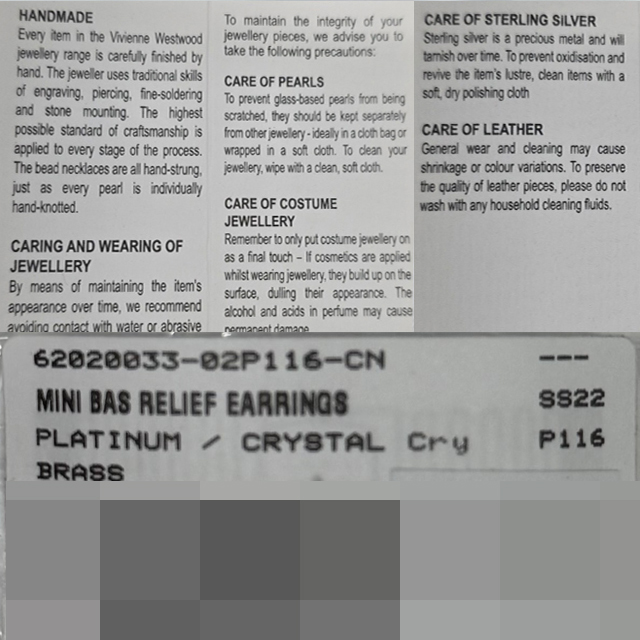 HANDMADE
Every item in the Vivienne Westwood
jewellery range is carefully finished by
hand. The jeweller uses traditional skills
of engraving, piercing, fine-soldering
and stone mounting. The highest
possible standard of craftsmanship is
applied to every stage of the process.
The bead necklaces are all hand-strung,
just as every pearl is individually
hand-knotted.
CARING AND WEARING OF
JEWELLERY
By means of maintaining the item's
appearance over time, we recommend
avoiding contact with water or abrasive
To maintain the integrity of your
jewellery pieces, we advise you to
take the following precautions:
CARE OF PEARLS
To prevent glass-based pearls from being
scratched, they should be kept separately
from other jewellery - ideally in a cloth bag or
wrapped in a soft cloth. To clean your
jewellery, wipe with a clean, soft cloth.
CARE OF COSTUME
JEWELLERY
Remember to only put costume jewellery on
as a final touch – If cosmetics are applied
whilst wearing jewellery, they build up on the
surface, dulling their appearance. The
alcohol and acids in perfume may cause
permanent damage
CARE OF STERLING SILVER
Sterling silver is a precious metal and will
tarnish over time. To prevent oxidisation and
revive the item's lustre, clean items with a
soft, dry polishing cloth
CARE OF LEATHER
General wear and cleaning may cause
shrinkage or colour variations. To preserve
the quality of leather pieces, please do not
wash with any household cleaning fluids.
62020033-02P116-CN ---
MINI BAS RELIEF EARRINGS SS22
PLATINUM / CRYSTAL Cry P116
BRASS